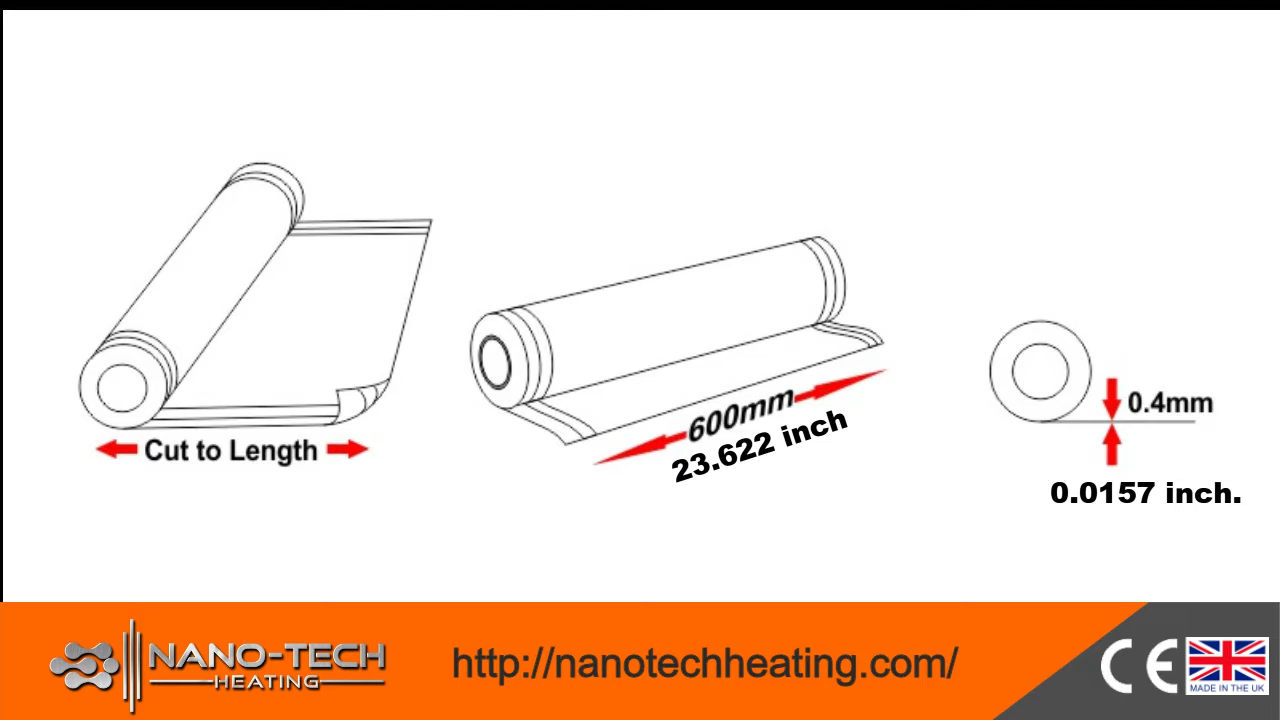 Cut to Length
600mm
23.622 inch
0.4mm
0.0157 inch.
NANO-TECH
HEATING
http://nanotechheating.com/
CE
MADE IN THE UK